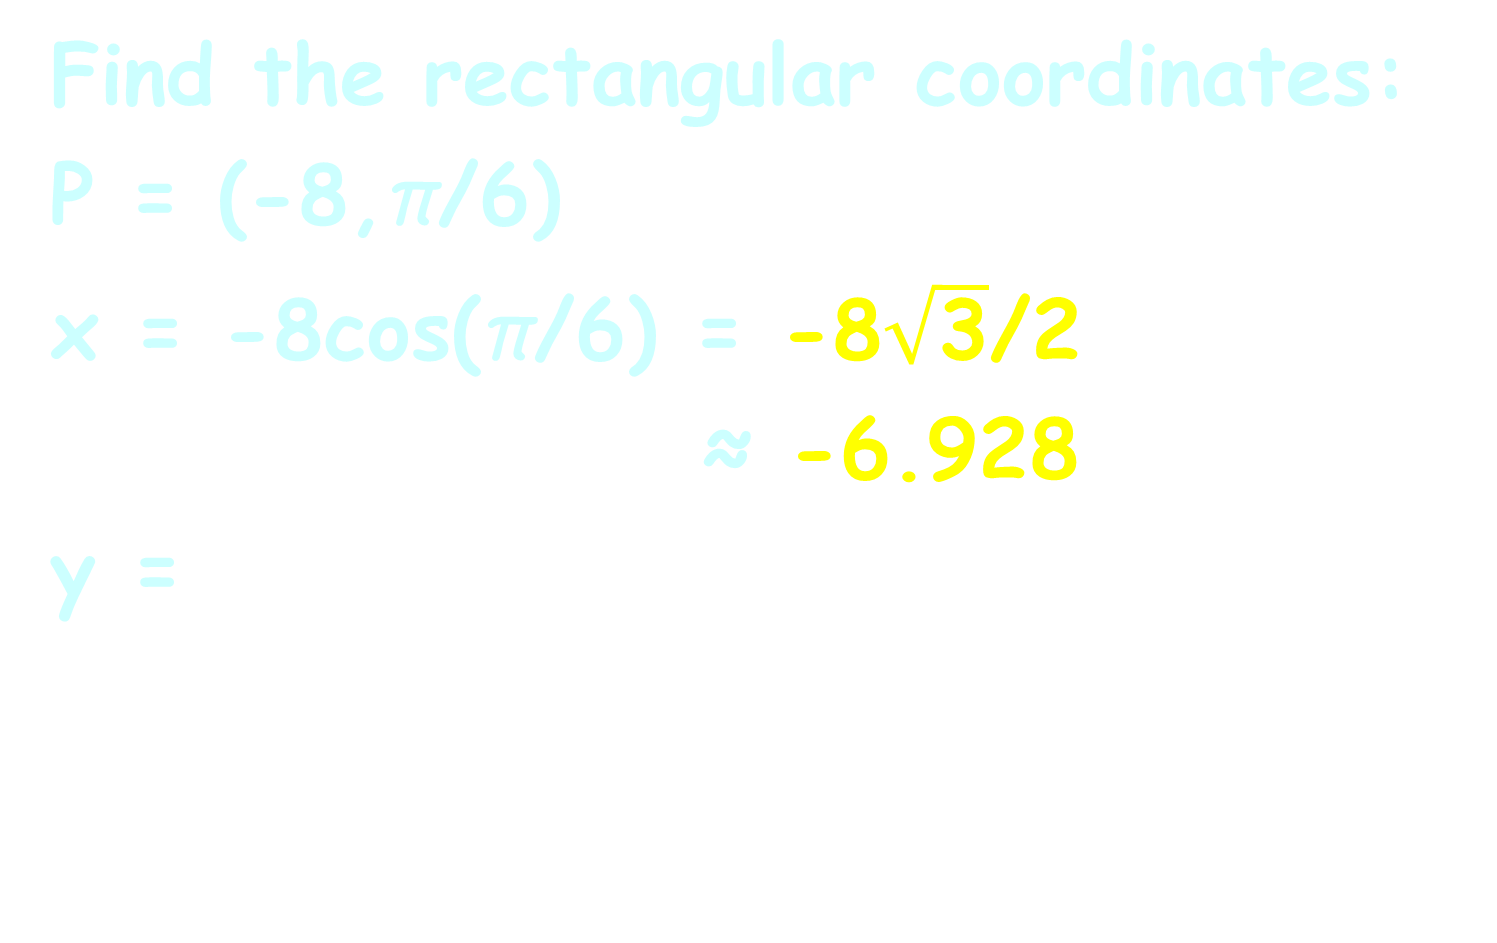 Find the rectangular coordinates:
P = (-8,π/6)
x = -8cos(π/6) = -8√3/2
≈ -6.928
y =